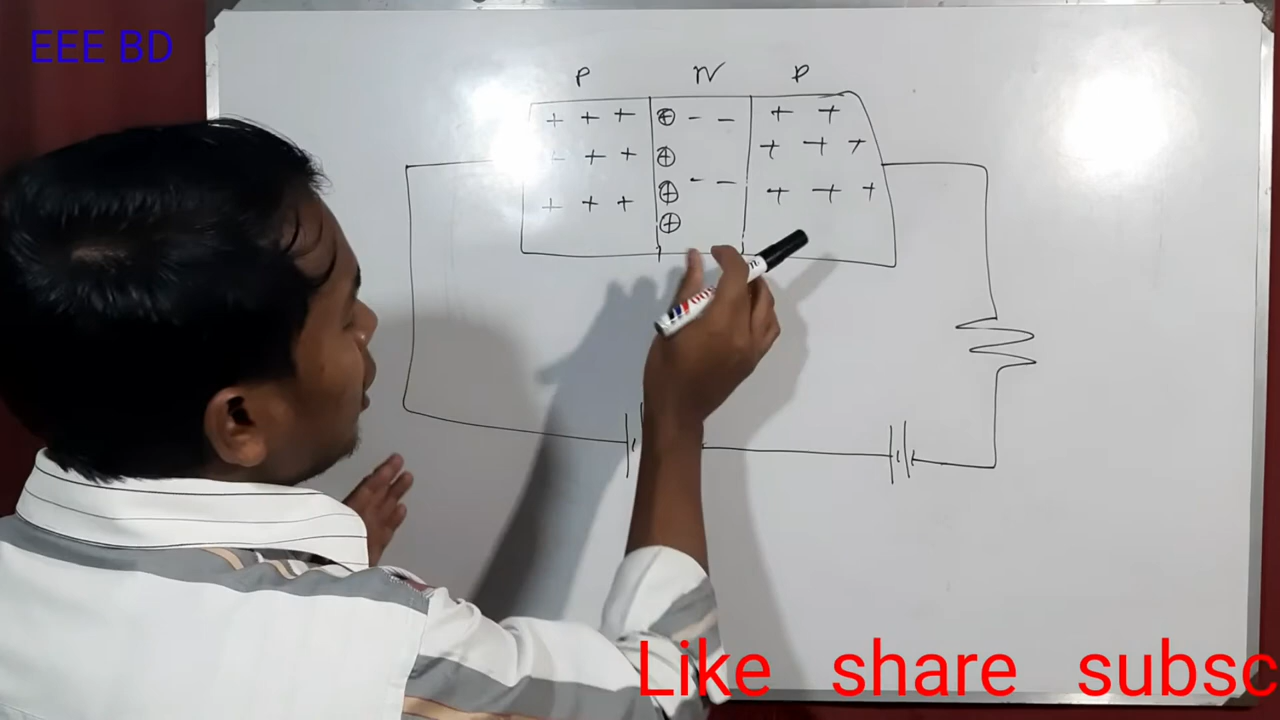 EEE BD
P N P
+ + + ⊕ - - + +
+ + + ⊕ + + +
+ + + ⊕ - - + + +
⊕
Like share subsc